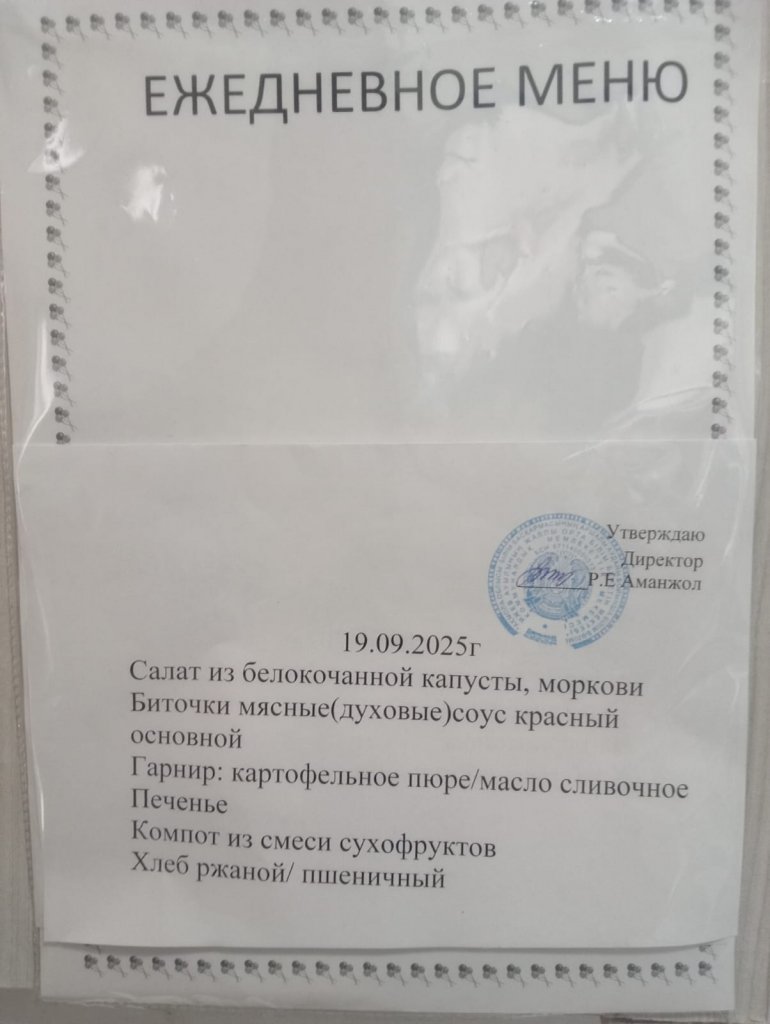 ЕЖЕДНЕВНОЕ МЕНЮ
Утверждаю
Директор
Р.Е Аманжол
19.09.2025г
Салат из белокочанной капусты, моркови
Биточки мясные(духовые)соус красный
основной
Гарнир: картофельное пюре/масло сливочное
Печенье
Компот из смеси сухофруктов
Хлеб ржаной/ пшеничный